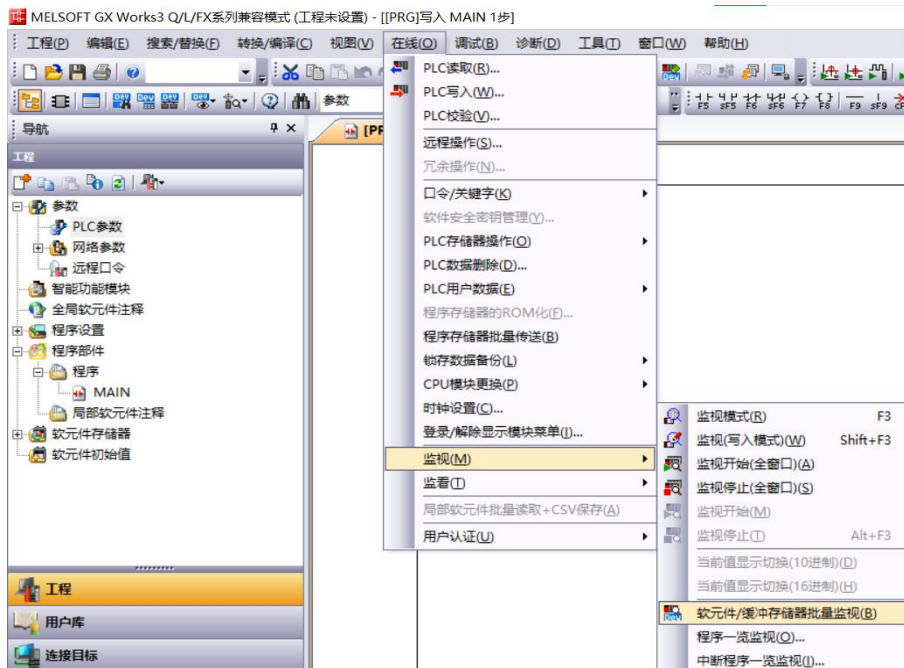 MELSOFT GX Works3 Q/L/FX系列兼容模式 (工程未设置) - [[PRG]写入 MAIN 1步]
工程(P) 编辑(E) 搜索/替换(F) 转换/编译(C) 视图(V) 在线(O) 调试(B) 诊断(D) 工具(T) 窗口(W) 帮助(H)
参数
F5 sF5 F6 sF6 F7 F8 F9 sF9
导航
[PR
工程
参数
PLC参数
网络参数
远程口令
智能功能模块
全局软元件注释
程序设置
程序部件
程序
MAIN
局部软元件注释
软元件存储器
软元件初始值
工程
用户库
连接目标
PLC读取(R)...
PLC写入(W)...
PLC校验(V)...
远程操作(S)...
冗余操作(N)...
口令/关键字(K)
软件安全密钥管理(Y)...
PLC存储器操作(O)
PLC数据删除(D)...
PLC用户数据(E)
程序存储器的ROM化(F)...
程序存储器批量传送(B)
锁存数据备份(L)
CPU模块更换(P)
时钟设置(C)...
登录/解除显示模块菜单(I)...
监视(M)
监看(T)
局部软元件批量读取+CSV保存(A)
用户认证(U)
监视模式(R) F3
监视(写入模式)(W) Shift+F3
监视开始(全窗口)(A)
监视停止(全窗口)(S)
监视开始(M)
监视停止(T) Alt+F3
当前值显示切换(10进制)(D)
当前值显示切换(16进制)(H)
软元件/缓冲存储器批量监视(B)
程序一览监视(O)...
中断程序一览监视(I)...